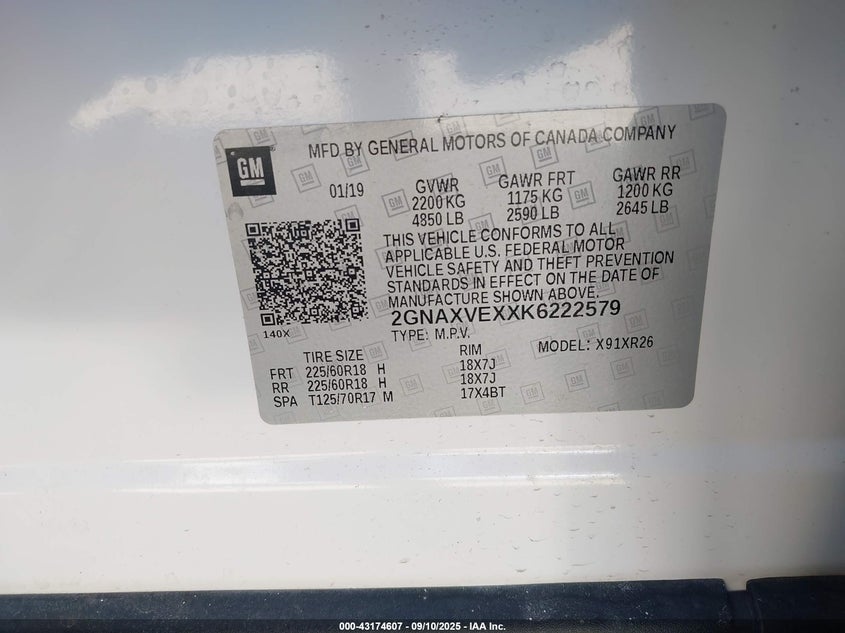 MFD BY GENERAL MOTORS OF CANADA COMPANY
GM
01/19 GVWR GAWR FRT GAWR RR
2200 KG 1175 KG 1200 KG
4850 LB 2590 LB 2645 LB
THIS VEHICLE CONFORMS TO ALL
APPLICABLE U.S. FEDERAL MOTOR
VEHICLE SAFETY AND THEFT PREVENTION
STANDARDS IN EFFECT ON THE DATE OF
MANUFACTURE SHOWN ABOVE.
2GNAXVEXXK6222579
140X
TYPE: M.P.V. MODEL: X91XR26
TIRE SIZE RIM
FRT 225/60R18 H 18X7J
RR 225/60R18 H 18X7J
SPA T125/70R17 M 17X4BT
000-43174607 - 09/10/2025 - IAA Inc.